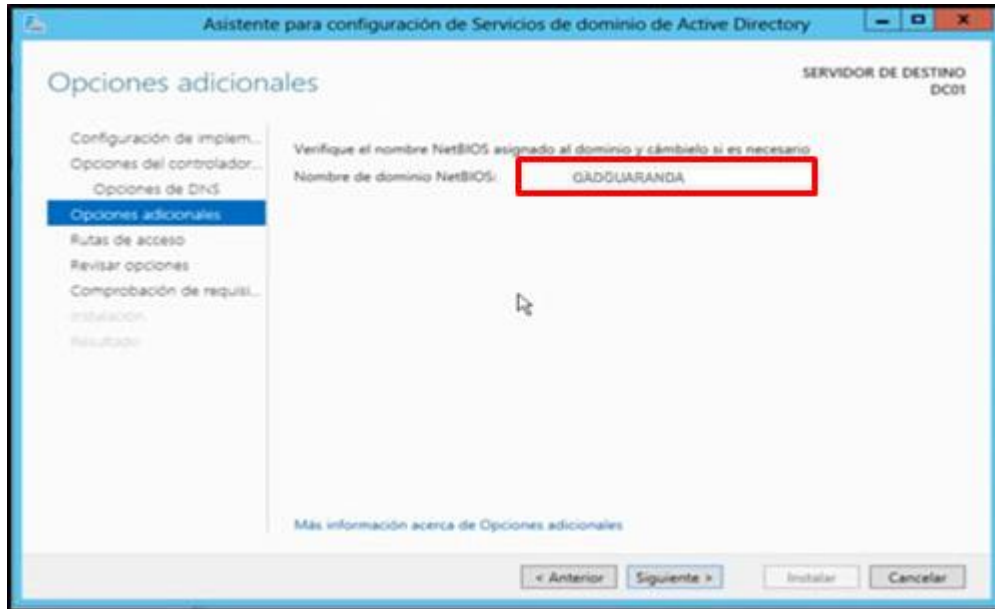 Asistente para configuración de Servicios de dominio de Active Directory
Opciones adicionales
SERVIDOR DE DESTINO
DC01
Configuración de implem...
Opciones del controlador...
Opciones de DNS
Opciones adicionales
Rutas de acceso
Revisar opciones
Comprobación de requisi...
Instalación
Resultado
Verifique el nombre NetBIOS asignado al dominio y cámbielo si es necesario
Nombre de dominio NetBIOS:
GADGUARANDA
Más información acerca de Opciones adicionales
< Anterior
Siguiente >
Instalar
Cancelar